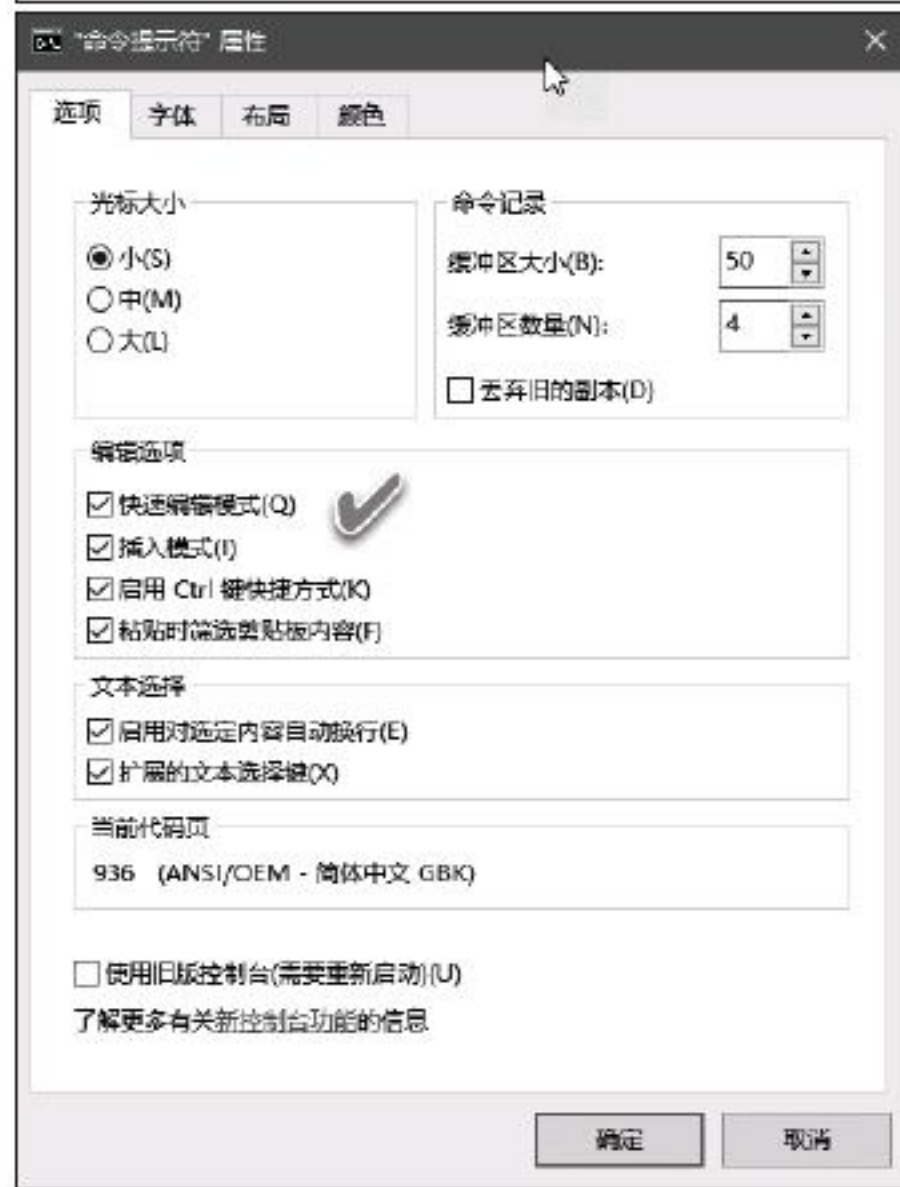 "命令提示符" 属性
选项 字体 布局 颜色
光标大小
小(S)
中(M)
大(L)
命令记录
缓冲区大小(B): 50
缓冲区数量(N): 4
丢弃旧的副本(D)
编辑选项
快速编辑模式(Q)
插入模式(I)
启用 Ctrl 键快捷方式(K)
粘贴时筛选剪贴板内容(F)
文本选择
启用对选定内容自动换行(E)
扩展的文本选择键(X)
当前代码页
936 (ANSI/OEM - 简体中文 GBK)
使用旧版控制台(需要重新启动)(U)
了解更多有关新控制台功能的信息
确定 取消